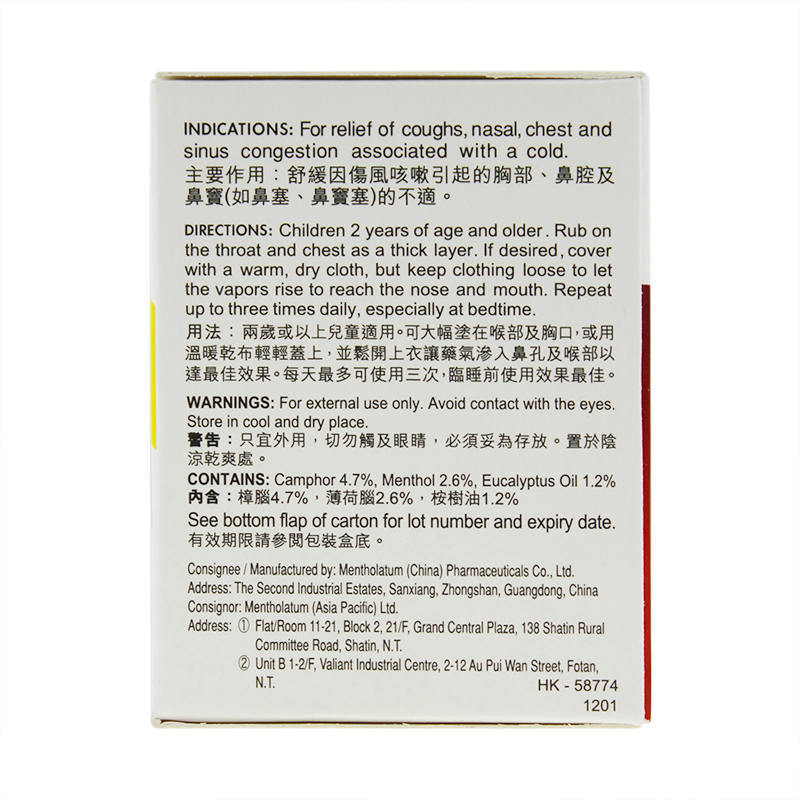 INDICATIONS: For relief of coughs, nasal, chest and
sinus congestion associated with a cold.
主要作用：舒緩因傷風咳嗽引起的胸部、鼻腔及
鼻竇(如鼻塞、鼻竇塞)的不適。
DIRECTIONS: Children 2 years of age and older. Rub on
the throat and chest as a thick layer. If desired, cover
with a warm, dry cloth, but keep clothing loose to let
the vapors rise to reach the nose and mouth. Repeat
up to three times daily, especially at bedtime.
用法：兩歲或以上兒童適用。可大幅塗在喉部及胸口，或用
溫暖乾布輕輕蓋上，並鬆開上衣讓藥氣滲入鼻孔及喉部以
達最佳效果。每天最多可使用三次，臨睡前使用效果最佳。
WARNINGS: For external use only. Avoid contact with the eyes.
Store in cool and dry place.
警告：只宜外用，切勿觸及眼睛，必須妥為存放。置於陰
涼乾爽處。
CONTAINS: Camphor 4.7%, Menthol 2.6%, Eucalyptus Oil 1.2%
內含：樟腦4.7%，薄荷腦2.6%，桉樹油1.2%
See bottom flap of carton for lot number and expiry date.
有效期限請參閱包裝盒底。
Consignee / Manufactured by: Mentholatum (China) Pharmaceuticals Co., Ltd.
Address: The Second Industrial Estates, Sanxiang, Zhongshan, Guangdong, China
Consignor: Mentholatum (Asia Pacific) Ltd.
Address: ① Flat/Room 11-21, Block 2, 21/F, Grand Central Plaza, 138 Shatin Rural
Committee Road, Shatin, N.T.
② Unit B 1-2/F, Valiant Industrial Centre, 2-12 Au Pui Wan Street, Fotan,
N.T.
HK - 58774
1201